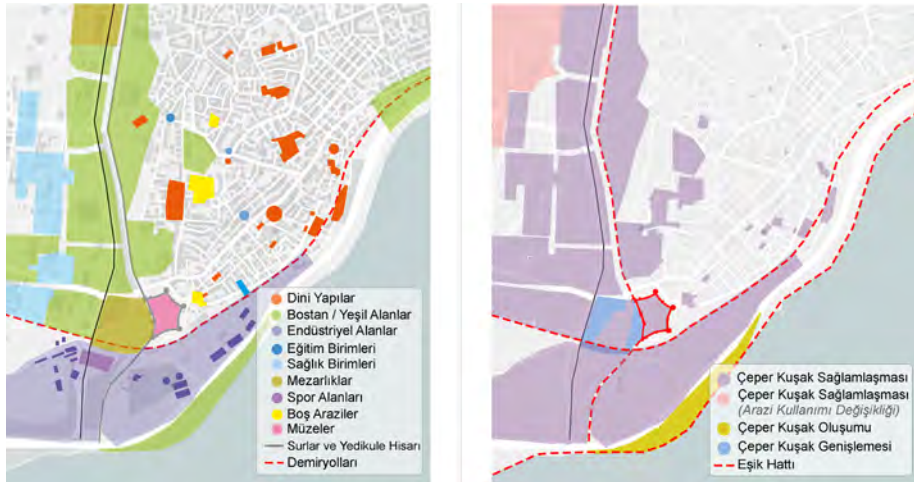 Dini Yapılar
Bostan / Yeşil Alanlar
Endüstriyel Alanlar
Eğitim Birimleri
Sağlık Birimleri
Mezarlıklar
Spor Alanları
Boş Araziler
Müzeler
Surlar ve Yedikule Hisarı
Demiryolları
Çeper Kuşak Sağlamlaşması
Çeper Kuşak Sağlamlaşması
(Arazi Kullanımı Değişikliği)
Çeper Kuşak Oluşumu
Çeper Kuşak Genişlemesi
Eşik Hattı